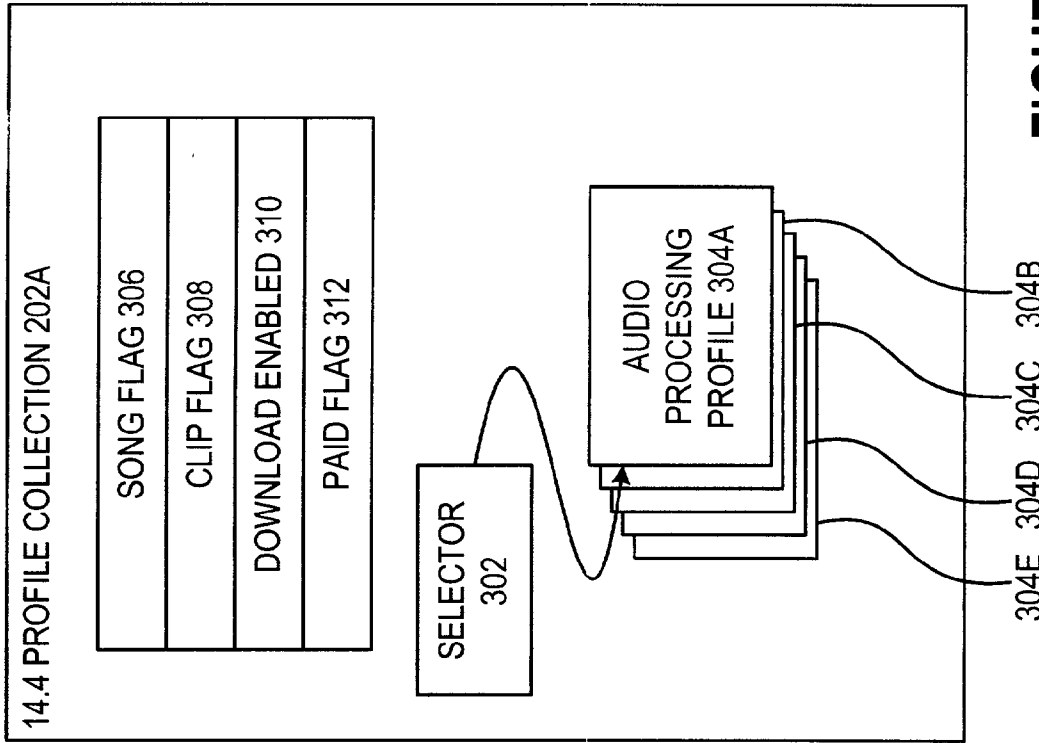 14.4 PROFILE COLLECTION 202A
SONG FLAG 306
CLIP FLAG 308
DOWNLOAD ENABLED 310
PAID FLAG 312
SELECTOR
302
AUDIO
PROCESSING
PROFILE 304A
304E
304D
304C
304B